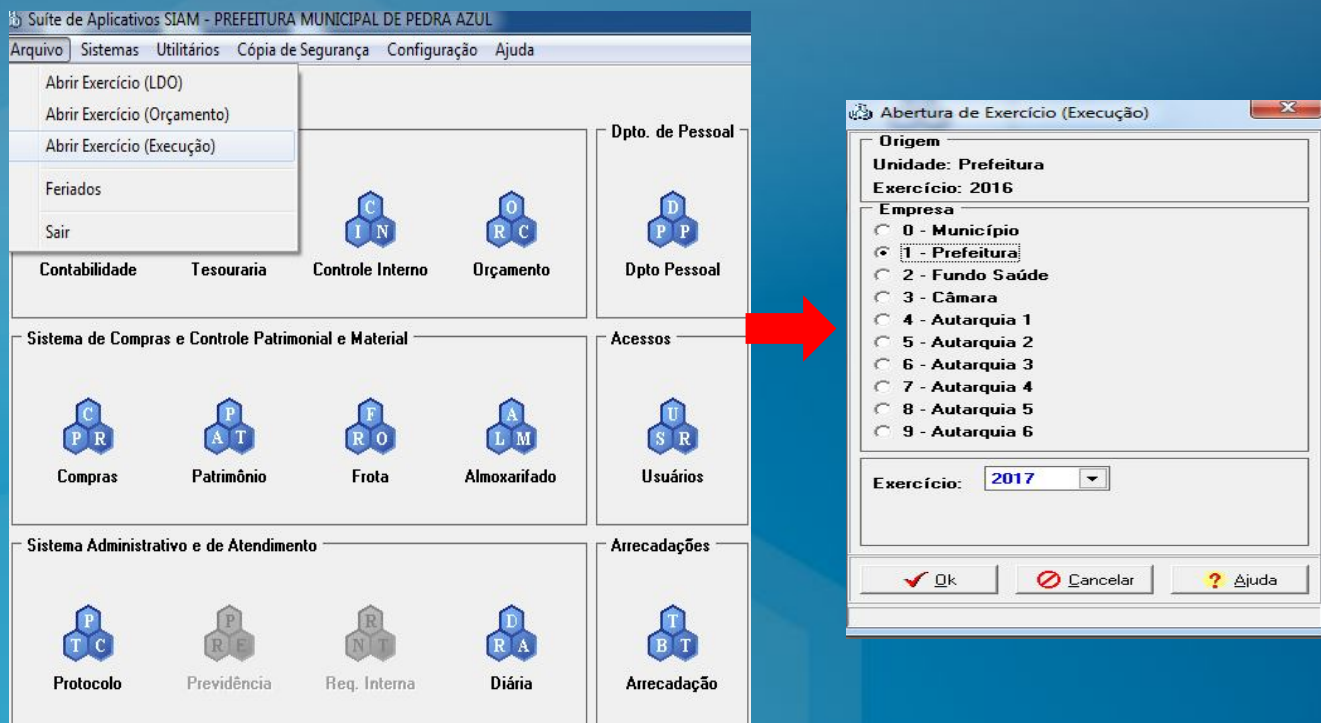 Suíte de Aplicativos SIAM - PREFEITURA MUNICIPAL DE PEDRA AZUL
Arquivo Sistemas Utilitários Cópia de Segurança Configuração Ajuda
Abrir Exercício (LDO)
Abrir Exercício (Orçamento)
Abrir Exercício (Execução)
Feriados
Sair
Dpto. de Pessoal
C I N
O R C
D P P
Contabilidade Tesouraria Controle Interno Orçamento Dpto Pessoal
Sistema de Compras e Controle Patrimonial e Material
Acessos
C P R
P A T
F R O
A L M
U S R
Compras Patrimônio Frota Almoxarifado Usuários
Sistema Administrativo e de Atendimento
Arrecadações
P T C
P R E
R N T
D R A
T B T
Protocolo Previdência Req. Interna Diária Arrecadação
Abertura de Exercício (Execução)
Origem
Unidade: Prefeitura
Exercício: 2016
Empresa
0 - Município
1 - Prefeitura
2 - Fundo Saúde
3 - Câmara
4 - Autarquia 1
5 - Autarquia 2
6 - Autarquia 3
7 - Autarquia 4
8 - Autarquia 5
9 - Autarquia 6
Exercício: 2017
Ok Cancelar ? Ajuda